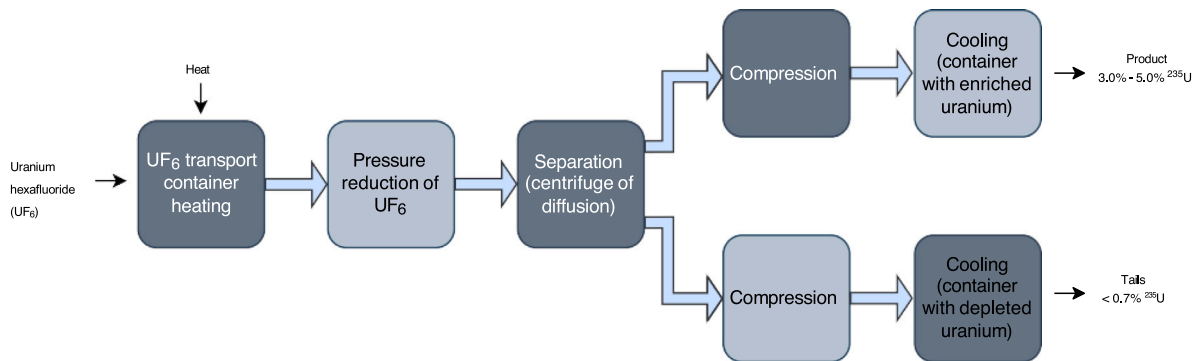 Heat
Uranium
hexafluoride
(UF₆)
UF₆ transport
container
heating
Pressure
reduction of
UF₆
Separation
(centrifuge of
diffusion)
Compression
Cooling
(container
with enriched
uranium)
Product
3.0% - 5.0% ²³⁵U
Compression
Cooling
(container
with depleted
uranium)
Tails
< 0.7% ²³⁵U